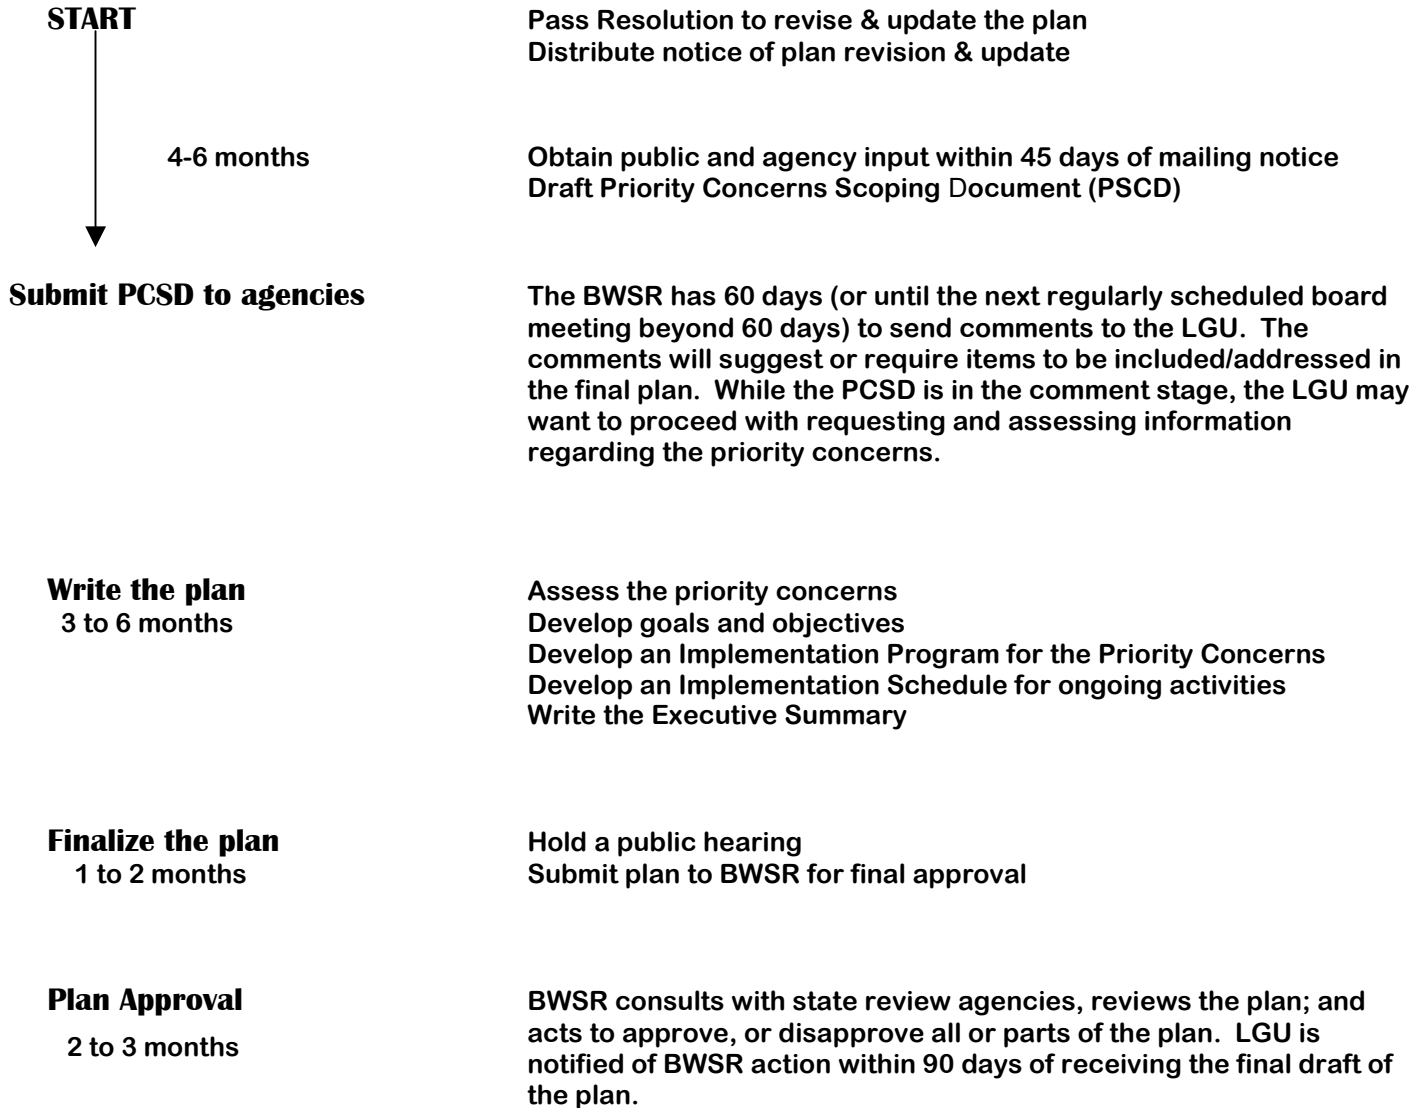 START
Pass Resolution to revise & update the plan
Distribute notice of plan revision & update
4-6 months
Obtain public and agency input within 45 days of mailing notice
Draft Priority Concerns Scoping Document (PSCD)
Submit PCSD to agencies
The BWSR has 60 days (or until the next regularly scheduled board
meeting beyond 60 days) to send comments to the LGU.  The
comments will suggest or require items to be included/addressed in
the final plan.  While the PCSD is in the comment stage, the LGU may
want to proceed with requesting and assessing information
regarding the priority concerns.
Write the plan
3 to 6 months
Assess the priority concerns
Develop goals and objectives
Develop an Implementation Program for the Priority Concerns
Develop an Implementation Schedule for ongoing activities
Write the Executive Summary
Finalize the plan
1 to 2 months
Hold a public hearing
Submit plan to BWSR for final approval
Plan Approval
2 to 3 months
BWSR consults with state review agencies, reviews the plan; and
acts to approve, or disapprove all or parts of the plan.  LGU is
notified of BWSR action within 90 days of receiving the final draft of
the plan.